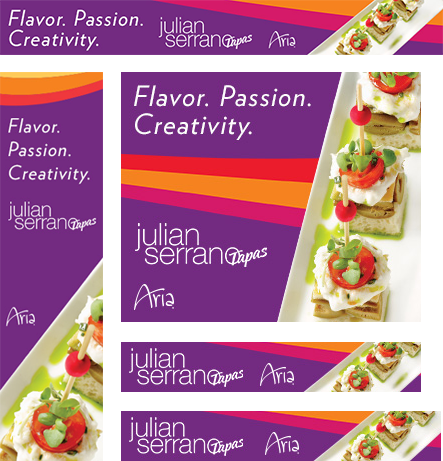 Flavor. Passion.
Creativity.
julian
serrano tapas
Aria
Flavor.
Passion.
Creativity.
julian
serrano tapas
Aria
Flavor. Passion.
Creativity.
julian
serrano tapas
Aria
julian
serrano tapas
Aria
julian
serrano tapas
Aria